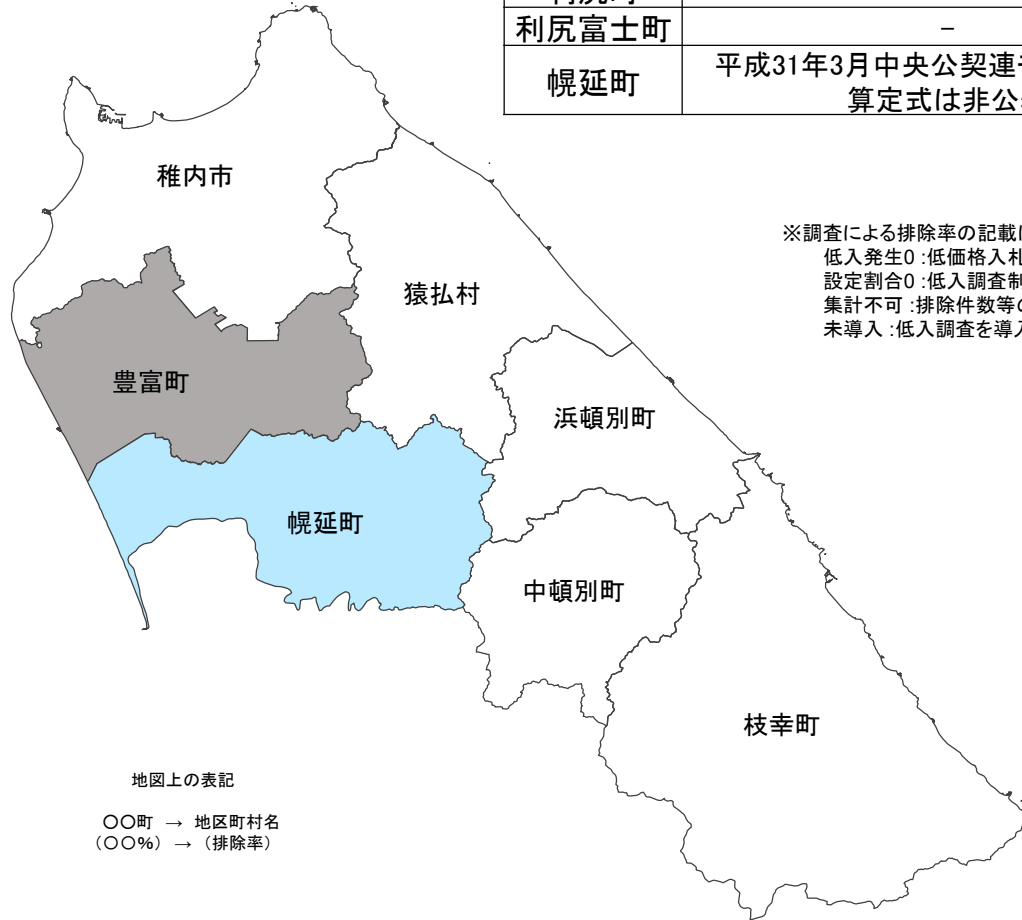 利尻富士町
－
幌延町
平成31年3月中央公契連
算定式は非公
稚内市
※調査による排除率の記載
低入発生0：低価格入札
設定割合0：低入調査制
集計不可：排除件数等の
未導入：低入調査を導入
猿払村
豊富町
浜頓別町
幌延町
中頓別町
枝幸町
地図上の表記
○○町 → 地区町村名
（○○%） → （排除率）